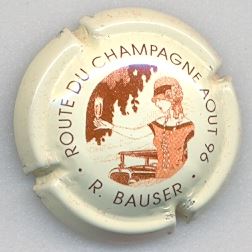 ROUTE DU CHAMPAGNE AOUT 96
R. BAUSER